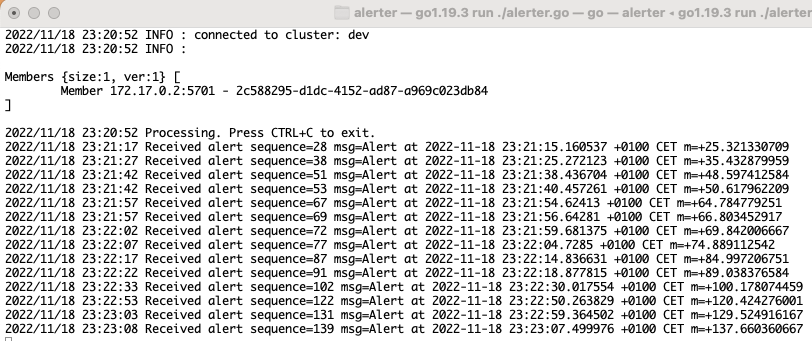 alerter — go1.19.3 run ./alerter.go — go — alerter ◂ go1.19.3 run ./alerter
2022/11/18 23:20:52 INFO : connected to cluster: dev
2022/11/18 23:20:52 INFO :
Members {size:1, ver:1} [
Member 172.17.0.2:5701 - 2c588295-d1dc-4152-ad87-a969c023db84
]
2022/11/18 23:20:52 Processing. Press CTRL+C to exit.
2022/11/18 23:21:17 Received alert sequence=28 msg=Alert at 2022-11-18 23:21:15.160537 +0100 CET m=+25.321330709
2022/11/18 23:21:27 Received alert sequence=38 msg=Alert at 2022-11-18 23:21:25.272123 +0100 CET m=+35.432879959
2022/11/18 23:21:42 Received alert sequence=51 msg=Alert at 2022-11-18 23:21:38.436704 +0100 CET m=+48.597412584
2022/11/18 23:21:42 Received alert sequence=53 msg=Alert at 2022-11-18 23:21:40.457261 +0100 CET m=+50.617962209
2022/11/18 23:21:57 Received alert sequence=67 msg=Alert at 2022-11-18 23:21:54.62413 +0100 CET m=+64.784779251
2022/11/18 23:21:57 Received alert sequence=69 msg=Alert at 2022-11-18 23:21:56.64281 +0100 CET m=+66.803452917
2022/11/18 23:22:02 Received alert sequence=72 msg=Alert at 2022-11-18 23:21:59.681375 +0100 CET m=+69.842006667
2022/11/18 23:22:07 Received alert sequence=77 msg=Alert at 2022-11-18 23:22:04.7285 +0100 CET m=+74.889112542
2022/11/18 23:22:17 Received alert sequence=87 msg=Alert at 2022-11-18 23:22:14.836631 +0100 CET m=+84.997206751
2022/11/18 23:22:22 Received alert sequence=91 msg=Alert at 2022-11-18 23:22:18.877815 +0100 CET m=+89.038376584
2022/11/18 23:22:33 Received alert sequence=102 msg=Alert at 2022-11-18 23:22:30.017554 +0100 CET m=+100.178074459
2022/11/18 23:22:53 Received alert sequence=122 msg=Alert at 2022-11-18 23:22:50.263829 +0100 CET m=+120.424276001
2022/11/18 23:23:03 Received alert sequence=131 msg=Alert at 2022-11-18 23:22:59.364502 +0100 CET m=+129.524916167
2022/11/18 23:23:08 Received alert sequence=139 msg=Alert at 2022-11-18 23:23:07.499976 +0100 CET m=+137.660360667